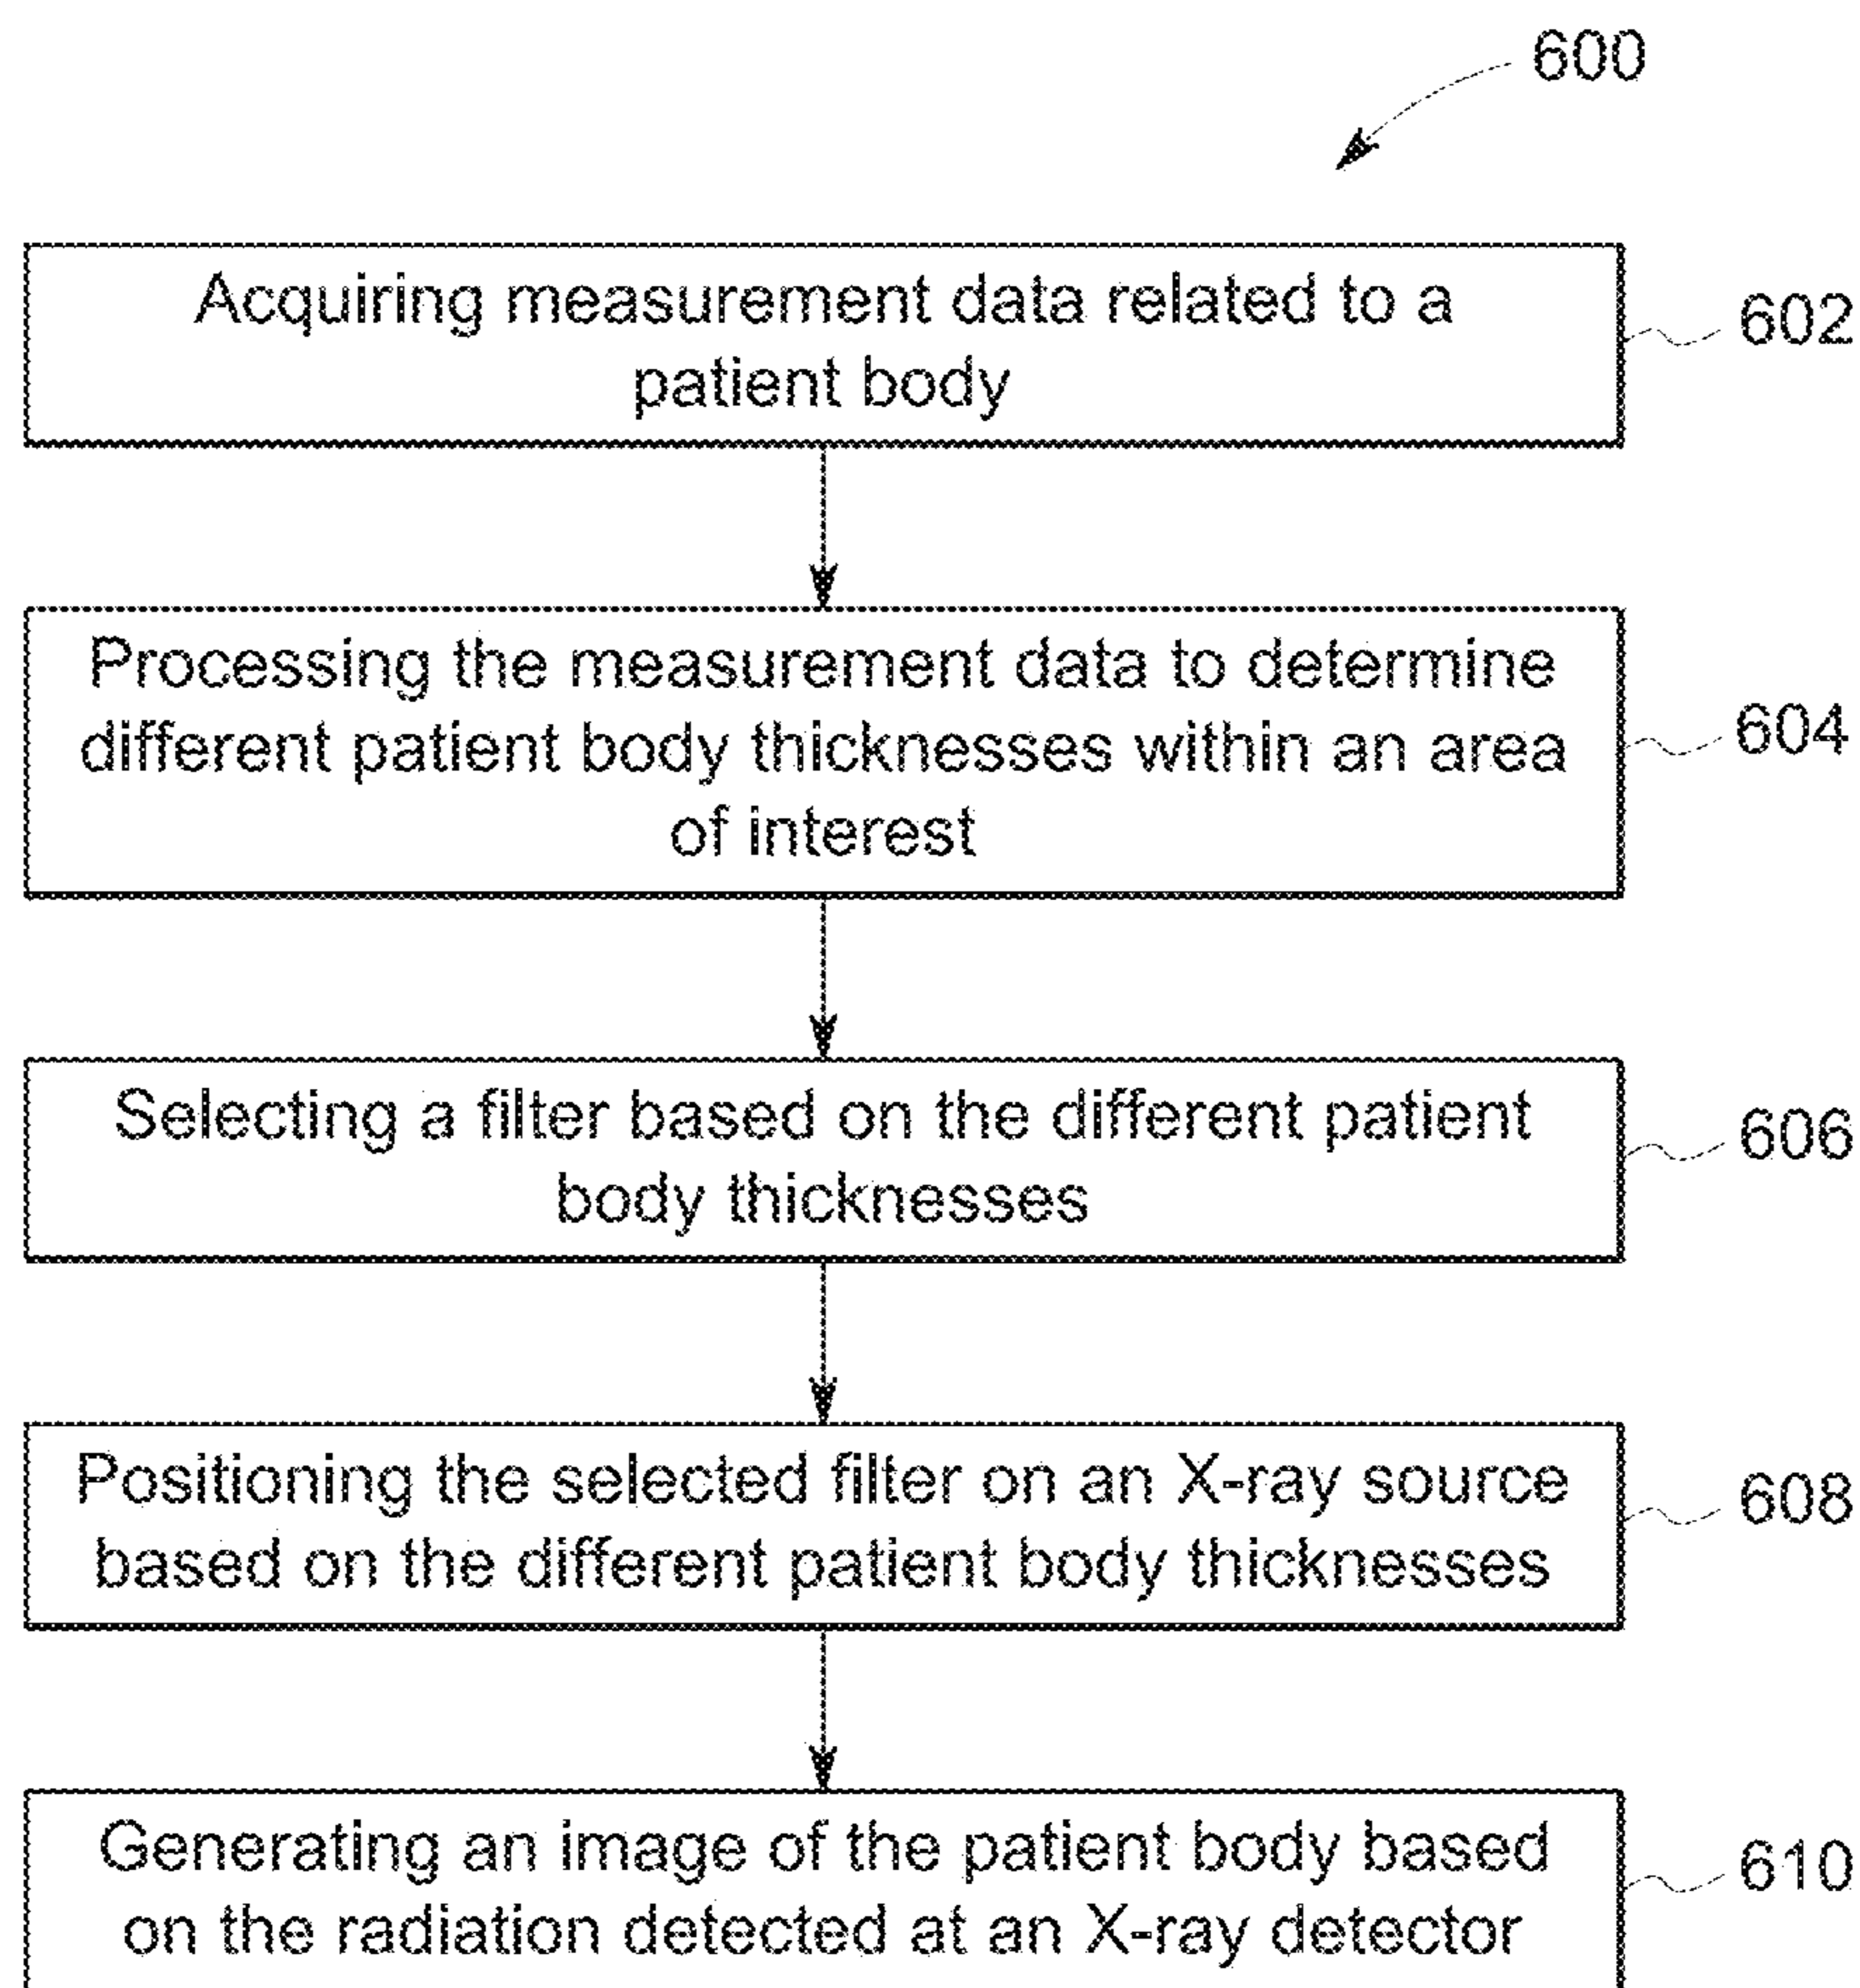 600
Acquiring measurement data related to a
patient body
602
Processing the measurement data to determine
different patient body thicknesses within an area
of interest
604
Selecting a filter based on the different patient
body thicknesses
606
Positioning the selected filter on an X-ray source
based on the different patient body thicknesses
608
Generating an image of the patient body based
on the radiation detected at an X-ray detector
610